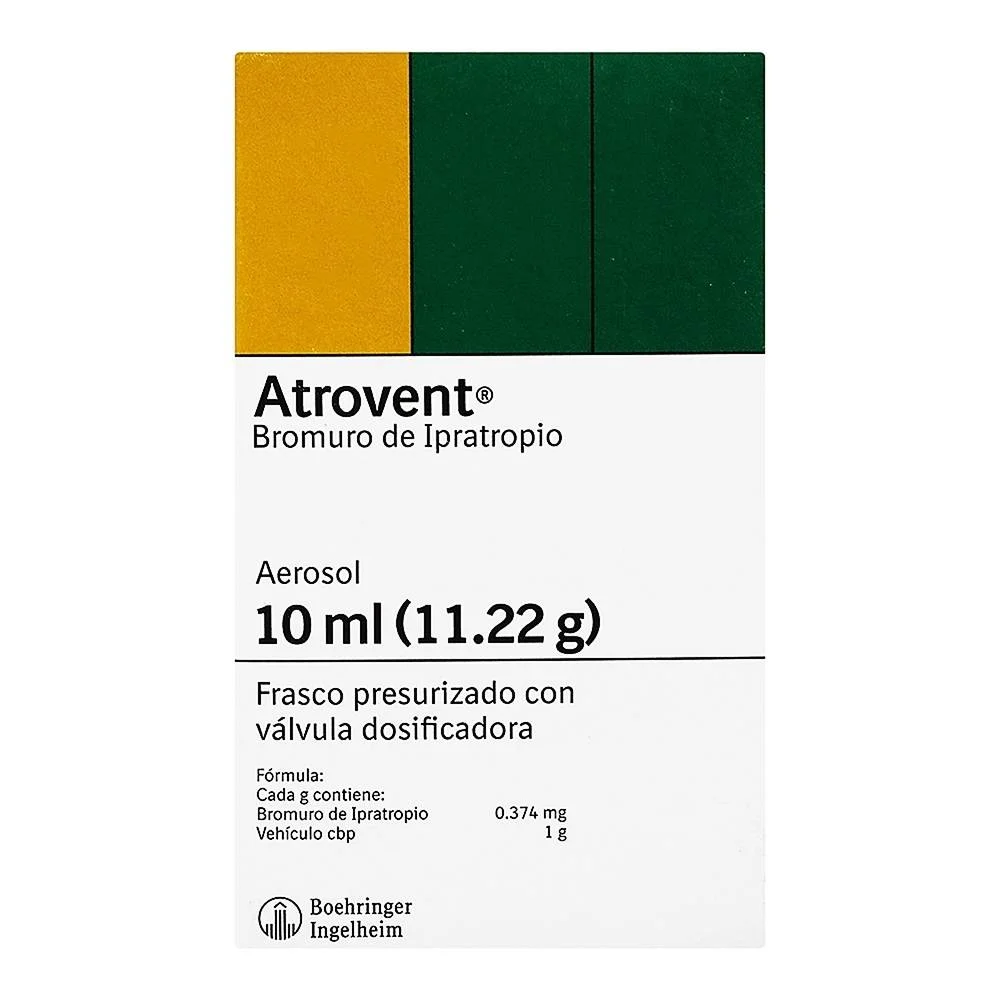 Atrovent®
Bromuro de Ipratropio
Aerosol
10 ml (11.22 g)
Frasco presurizado con
válvula dosificadora
Fórmula:
Cada g contiene:
Bromuro de Ipratropio 0.374 mg
Vehículo cbp 1 g
Boehringer
Ingelheim